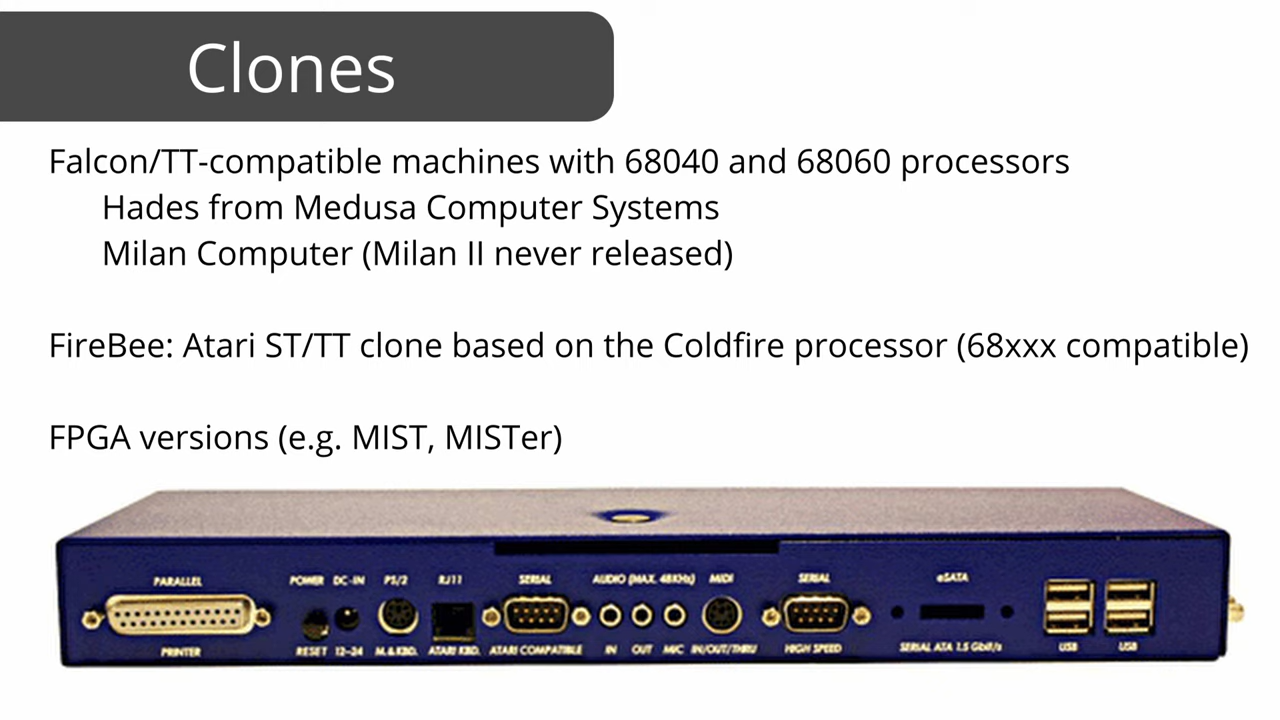 Clones
Falcon/TT-compatible machines with 68040 and 68060 processors
Hades from Medusa Computer Systems
Milan Computer (Milan II never released)
FireBee: Atari ST/TT clone based on the Coldfire processor (68xxx compatible)
FPGA versions (e.g. MIST, MISTer)
PARALLEL POWER DC-IN PS/2 RJ11 SERIAL AUDIO (MAX. 48KHz) MIDI SERIAL eSATA
PRINTER RESET 12-24 M.&KBD. ATARI KBD. ATARI COMPATIBLE IN OUT MIC IN/OUT/THRU HIGH SPEED SERIAL ATA 1.5 Gbit/s USB USB